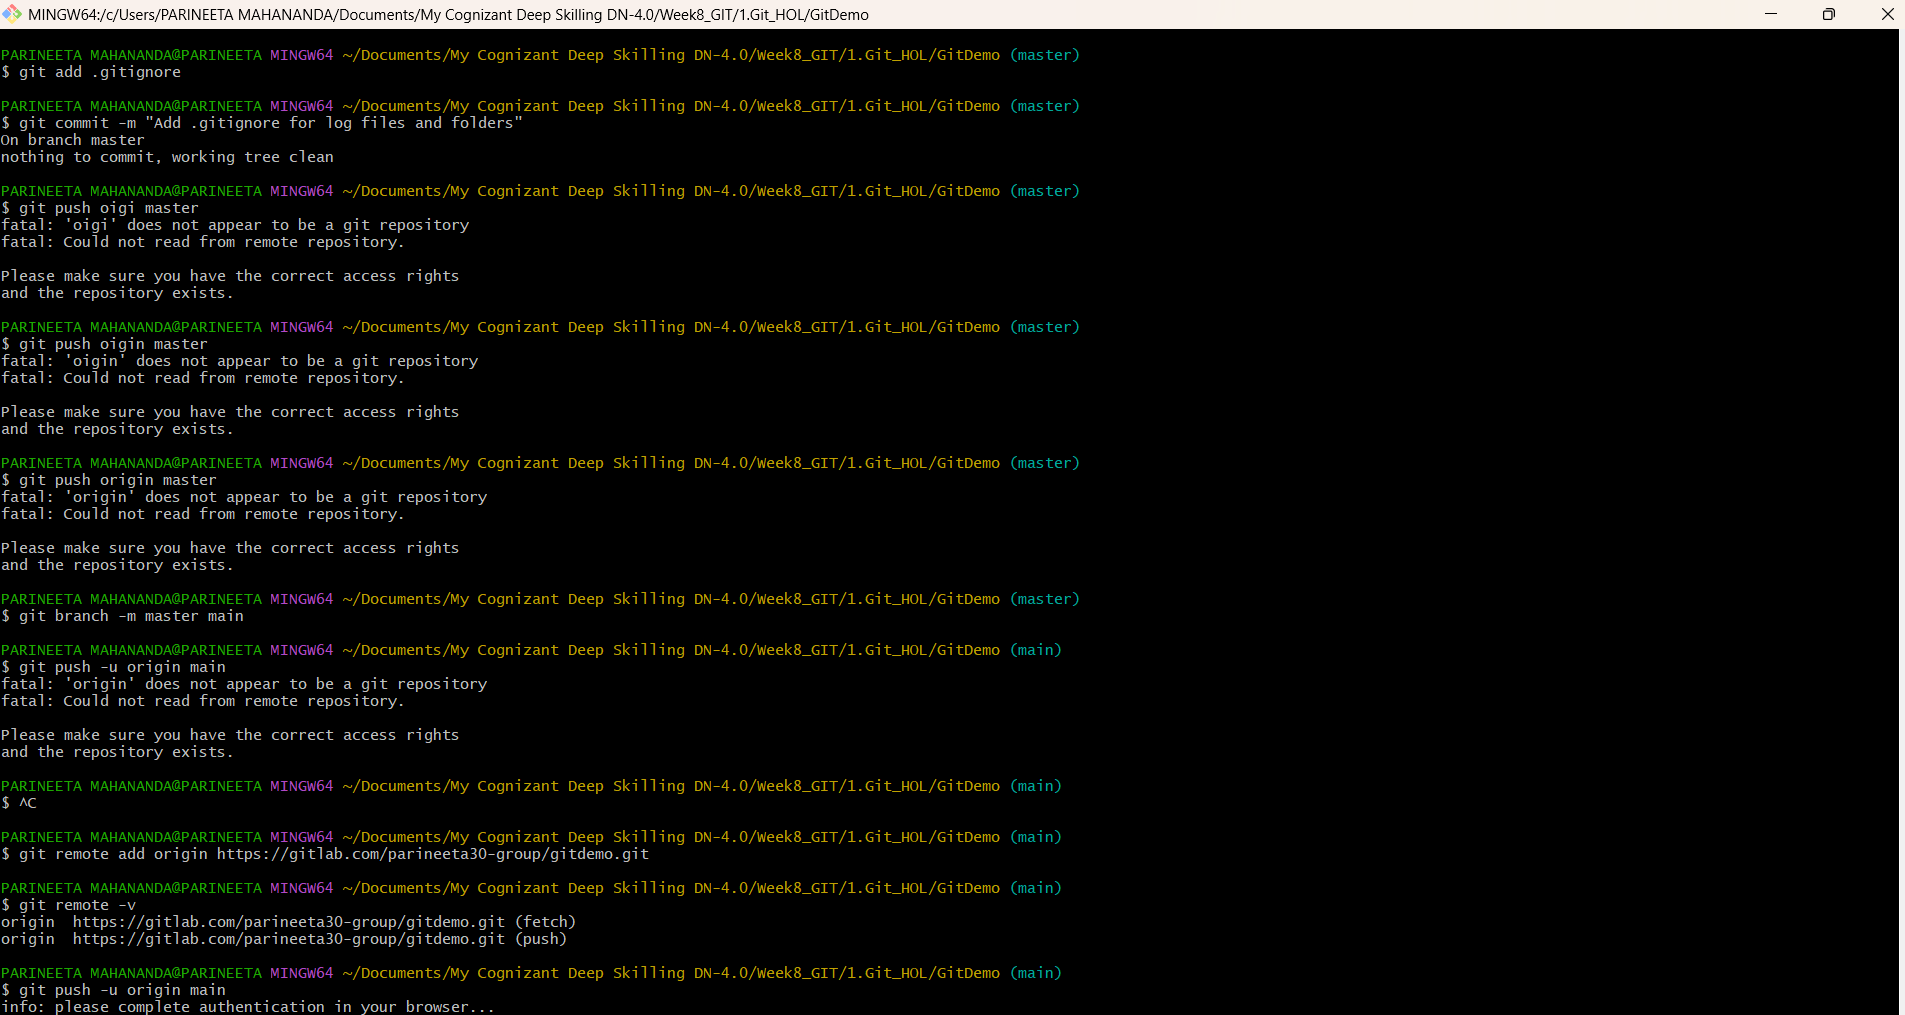 MINGW64:/c/Users/PARINEETA MAHANANDA/Documents/My Cognizant Deep Skilling DN-4.0/Week8_GIT/1.Git_HOL/GitDemo
PARINEETA MAHANANDA@PARINEETA MINGW64 ~/Documents/My Cognizant Deep Skilling DN-4.0/Week8_GIT/1.Git_HOL/GitDemo (master)
$ git add .gitignore
PARINEETA MAHANANDA@PARINEETA MINGW64 ~/Documents/My Cognizant Deep Skilling DN-4.0/Week8_GIT/1.Git_HOL/GitDemo (master)
$ git commit -m "Add .gitignore for log files and folders"
On branch master
nothing to commit, working tree clean
PARINEETA MAHANANDA@PARINEETA MINGW64 ~/Documents/My Cognizant Deep Skilling DN-4.0/Week8_GIT/1.Git_HOL/GitDemo (master)
$ git push oigi master
fatal: 'oigi' does not appear to be a git repository
fatal: Could not read from remote repository.
Please make sure you have the correct access rights
and the repository exists.
PARINEETA MAHANANDA@PARINEETA MINGW64 ~/Documents/My Cognizant Deep Skilling DN-4.0/Week8_GIT/1.Git_HOL/GitDemo (master)
$ git push oigin master
fatal: 'oigin' does not appear to be a git repository
fatal: Could not read from remote repository.
Please make sure you have the correct access rights
and the repository exists.
PARINEETA MAHANANDA@PARINEETA MINGW64 ~/Documents/My Cognizant Deep Skilling DN-4.0/Week8_GIT/1.Git_HOL/GitDemo (master)
$ git push origin master
fatal: 'origin' does not appear to be a git repository
fatal: Could not read from remote repository.
Please make sure you have the correct access rights
and the repository exists.
PARINEETA MAHANANDA@PARINEETA MINGW64 ~/Documents/My Cognizant Deep Skilling DN-4.0/Week8_GIT/1.Git_HOL/GitDemo (master)
$ git branch -m master main
PARINEETA MAHANANDA@PARINEETA MINGW64 ~/Documents/My Cognizant Deep Skilling DN-4.0/Week8_GIT/1.Git_HOL/GitDemo (main)
$ git push -u origin main
fatal: 'origin' does not appear to be a git repository
fatal: Could not read from remote repository.
Please make sure you have the correct access rights
and the repository exists.
PARINEETA MAHANANDA@PARINEETA MINGW64 ~/Documents/My Cognizant Deep Skilling DN-4.0/Week8_GIT/1.Git_HOL/GitDemo (main)
$ ^C
PARINEETA MAHANANDA@PARINEETA MINGW64 ~/Documents/My Cognizant Deep Skilling DN-4.0/Week8_GIT/1.Git_HOL/GitDemo (main)
$ git remote add origin https://gitlab.com/parineeta30-group/gitdemo.git
PARINEETA MAHANANDA@PARINEETA MINGW64 ~/Documents/My Cognizant Deep Skilling DN-4.0/Week8_GIT/1.Git_HOL/GitDemo (main)
$ git remote -v
origin  https://gitlab.com/parineeta30-group/gitdemo.git (fetch)
origin  https://gitlab.com/parineeta30-group/gitdemo.git (push)
PARINEETA MAHANANDA@PARINEETA MINGW64 ~/Documents/My Cognizant Deep Skilling DN-4.0/Week8_GIT/1.Git_HOL/GitDemo (main)
$ git push -u origin main
info: please complete authentication in your browser...